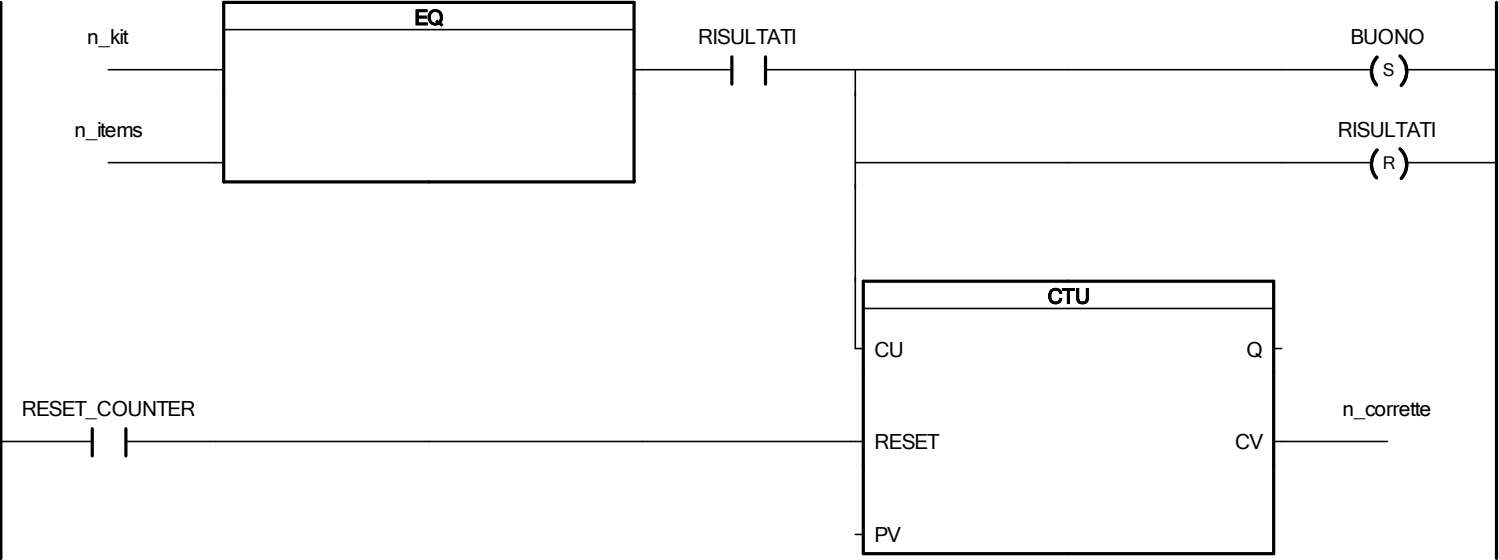 EQ
n_kit
RISULTATI
BUONO
S
n_items
RISULTATI
R
CTU
CU
Q
RESET_COUNTER
n_corrette
RESET
CV
PV